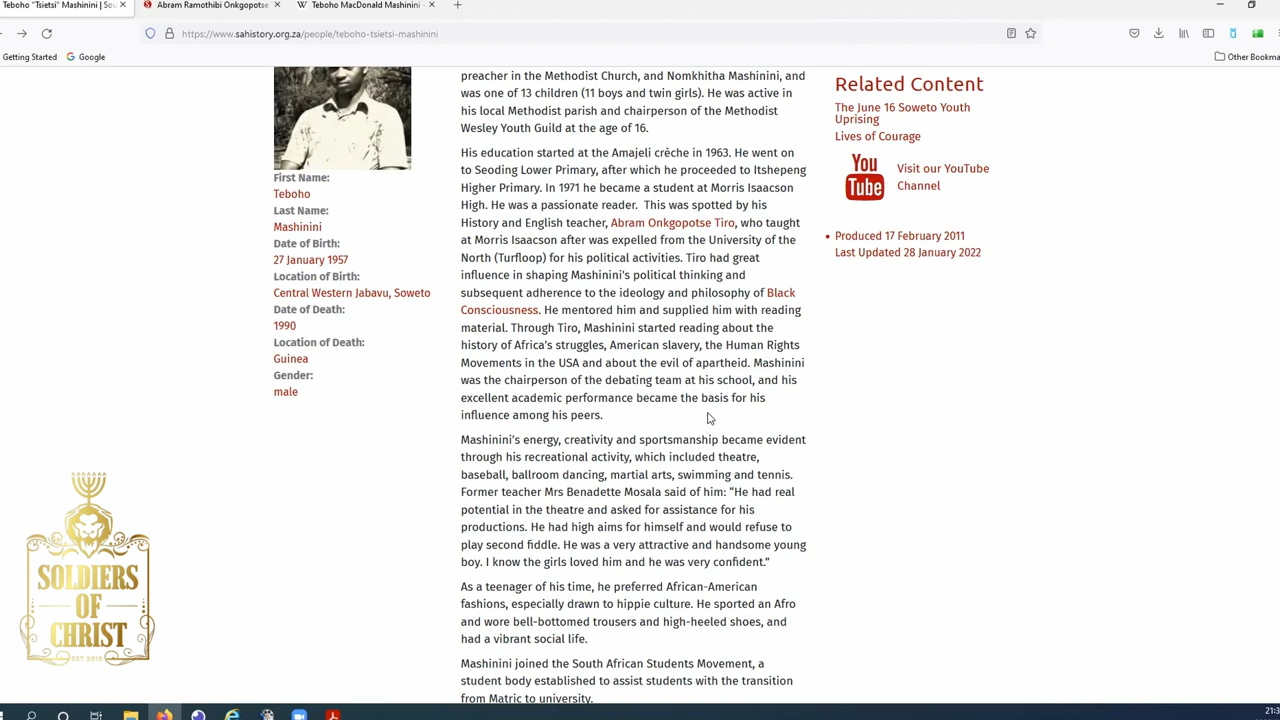 Teboho "Tsietsi" Mashinini | Sou
Abram Ramothibi Onkgopotse
Teboho MacDonald Mashinini -
https://www.sahistory.org.za/people/teboho-tsietsi-mashinini
Getting Started
Google
Other Bookma
First Name:
Teboho
Last Name:
Mashinini
Date of Birth:
27 January 1957
Location of Birth:
Central Western Jabavu, Soweto
Date of Death:
1990
Location of Death:
Guinea
Gender:
male
preacher in the Methodist Church, and Nomkhitha Mashinini, and
was one of 13 children (11 boys and twin girls). He was active in
his local Methodist parish and chairperson of the Methodist
Wesley Youth Guild at the age of 16.
His education started at the Amajeli crèche in 1963. He went on
to Seoding Lower Primary, after which he proceeded to Itshepeng
Higher Primary. In 1971 he became a student at Morris Isaacson
High. He was a passionate reader.  This was spotted by his
History and English teacher, Abram Onkgopotse Tiro, who taught
at Morris Isaacson after was expelled from the University of the
North (Turfloop) for his political activities. Tiro had great
influence in shaping Mashinini's political thinking and
subsequent adherence to the ideology and philosophy of Black
Consciousness. He mentored him and supplied him with reading
material. Through Tiro, Mashinini started reading about the
history of Africa's struggles, American slavery, the Human Rights
Movements in the USA and about the evil of apartheid. Mashinini
was the chairperson of the debating team at his school, and his
excellent academic performance became the basis for his
influence among his peers.
Mashinini's energy, creativity and sportsmanship became evident
through his recreational activity, which included theatre,
baseball, ballroom dancing, martial arts, swimming and tennis.
Former teacher Mrs Benadette Mosala said of him: "He had real
potential in the theatre and asked for assistance for his
productions. He had high aims for himself and would refuse to
play second fiddle. He was a very attractive and handsome young
boy. I know the girls loved him and he was very confident."
As a teenager of his time, he preferred African-American
fashions, especially drawn to hippie culture. He sported an Afro
and wore bell-bottomed trousers and high-heeled shoes, and
had a vibrant social life.
Mashinini joined the South African Students Movement, a
student body established to assist students with the transition
from Matric to university.
Related Content
The June 16 Soweto Youth
Uprising
Lives of Courage
You
Tube
Visit our YouTube
Channel
Produced 17 February 2011
Last Updated 28 January 2022
SOLDIERS
OF
CHRIST
EST 2015
21:3